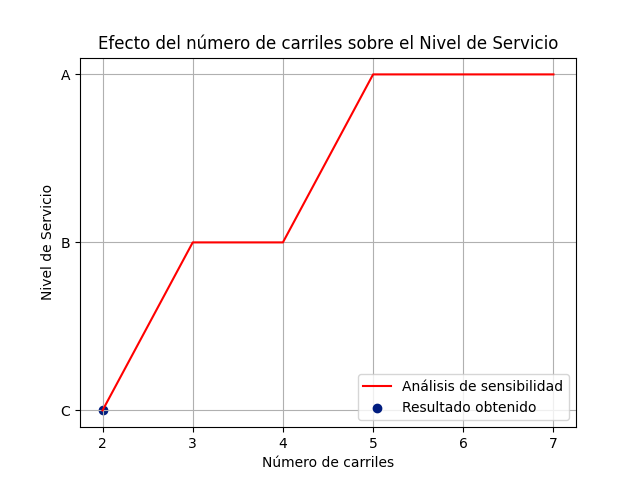 Efecto del número de carriles sobre el Nivel de Servicio
A
B
C
Nivel de Servicio
Análisis de sensibilidad
Resultado obtenido
2 3 4 5 6 7
Número de carriles